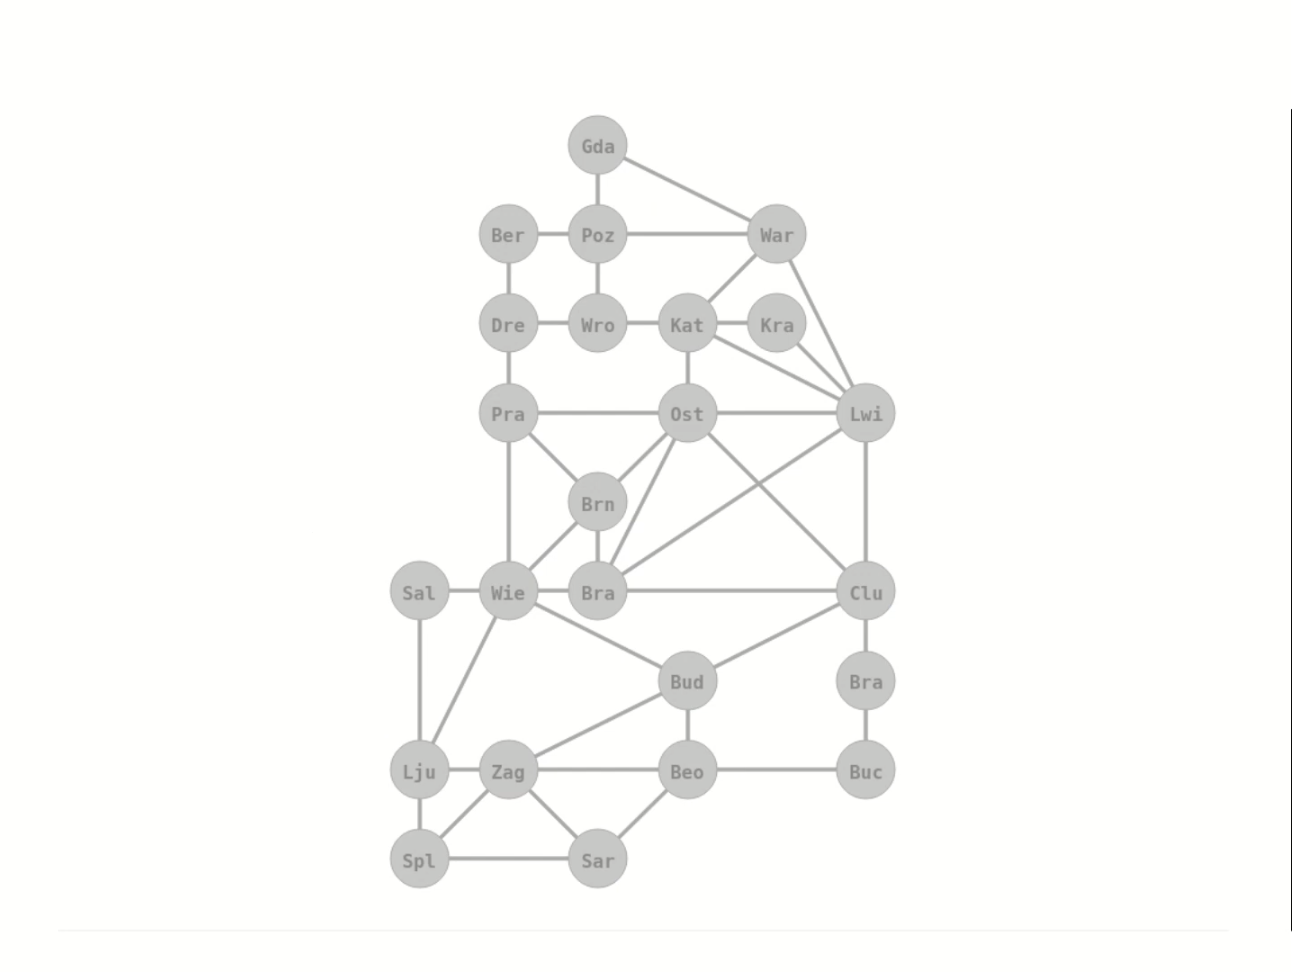 Gda
Ber Poz War
Dre Wro Kat Kra
Pra Ost Lwi
Brn
Sal Wie Bra Clu
Bud Bra
Lju Zag Beo Buc
Spl Sar